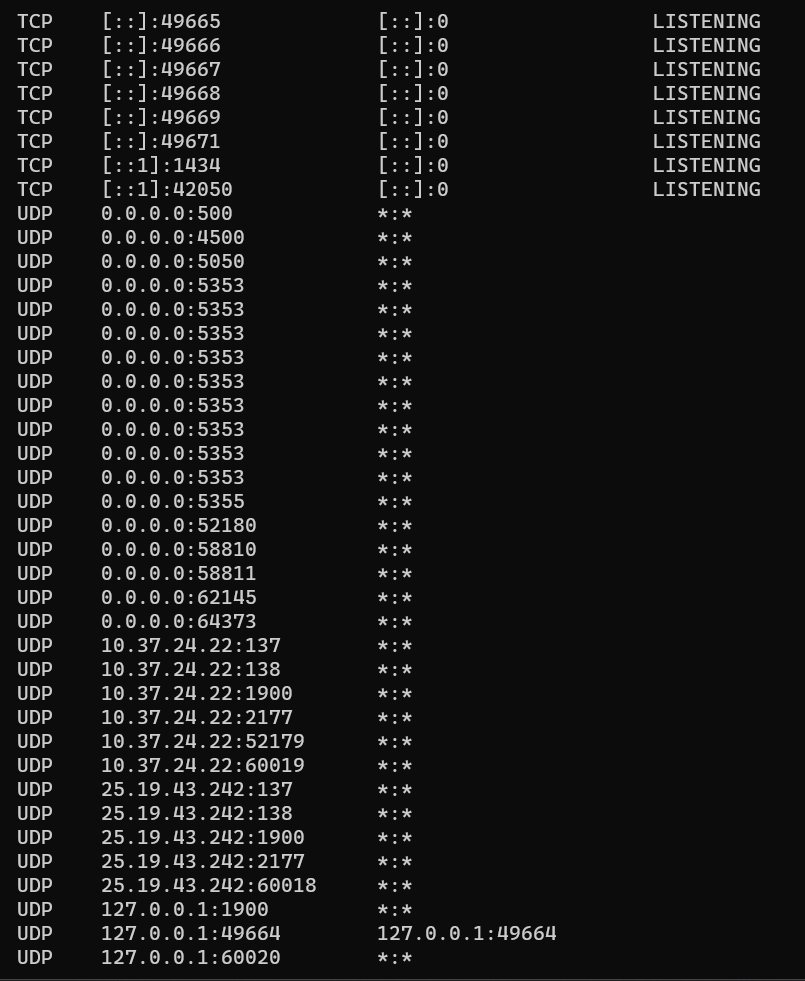 TCP    [::]:49665             [::]:0                 LISTENING
TCP    [::]:49666             [::]:0                 LISTENING
TCP    [::]:49667             [::]:0                 LISTENING
TCP    [::]:49668             [::]:0                 LISTENING
TCP    [::]:49669             [::]:0                 LISTENING
TCP    [::]:49671             [::]:0                 LISTENING
TCP    [::1]:1434             [::]:0                 LISTENING
TCP    [::1]:42050            [::]:0                 LISTENING
UDP    0.0.0.0:500            *:*
UDP    0.0.0.0:4500           *:*
UDP    0.0.0.0:5050           *:*
UDP    0.0.0.0:5353           *:*
UDP    0.0.0.0:5353           *:*
UDP    0.0.0.0:5353           *:*
UDP    0.0.0.0:5353           *:*
UDP    0.0.0.0:5353           *:*
UDP    0.0.0.0:5353           *:*
UDP    0.0.0.0:5353           *:*
UDP    0.0.0.0:5353           *:*
UDP    0.0.0.0:5353           *:*
UDP    0.0.0.0:5355           *:*
UDP    0.0.0.0:52180          *:*
UDP    0.0.0.0:58810          *:*
UDP    0.0.0.0:58811          *:*
UDP    0.0.0.0:62145          *:*
UDP    0.0.0.0:64373          *:*
UDP    10.37.24.22:137        *:*
UDP    10.37.24.22:138        *:*
UDP    10.37.24.22:1900       *:*
UDP    10.37.24.22:2177       *:*
UDP    10.37.24.22:52179      *:*
UDP    10.37.24.22:60019      *:*
UDP    25.19.43.242:137       *:*
UDP    25.19.43.242:138       *:*
UDP    25.19.43.242:1900      *:*
UDP    25.19.43.242:2177      *:*
UDP    25.19.43.242:60018     *:*
UDP    127.0.0.1:1900         *:*
UDP    127.0.0.1:49664        127.0.0.1:49664
UDP    127.0.0.1:60020        *:*